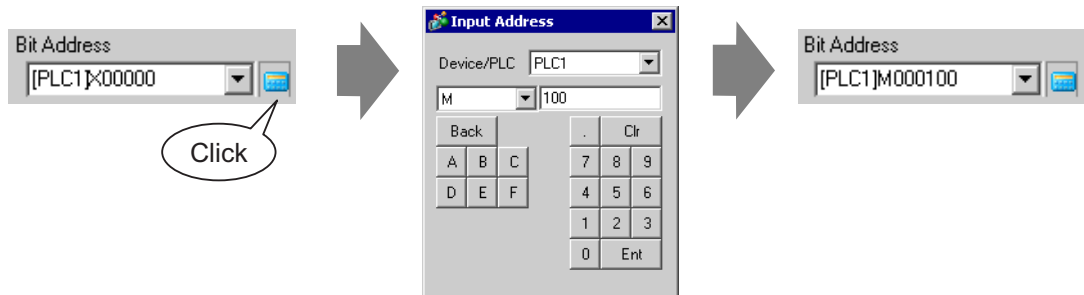 Bit Address
[PLC1]X00000
Click
Input Address
Device/PLC PLC1
M 100
Back . Clr
A B C 7 8 9
D E F 4 5 6
1 2 3
0 Ent
Bit Address
[PLC1]M000100